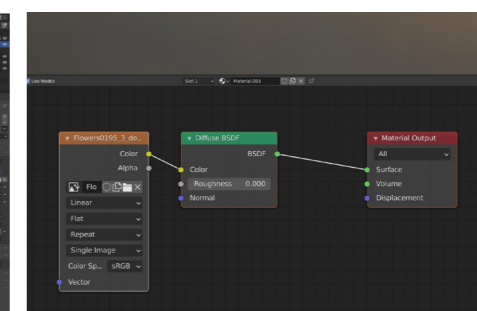 Use Nodes
Slot 1
Material.003
Flowers0195_3_do...
Color
Alpha
Flo
Linear
Flat
Repeat
Single Image
Color Sp...
sRGB
Vector
Diffuse BSDF
BSDF
Color
Roughness 0.000
Normal
Material Output
All
Surface
Volume
Displacement